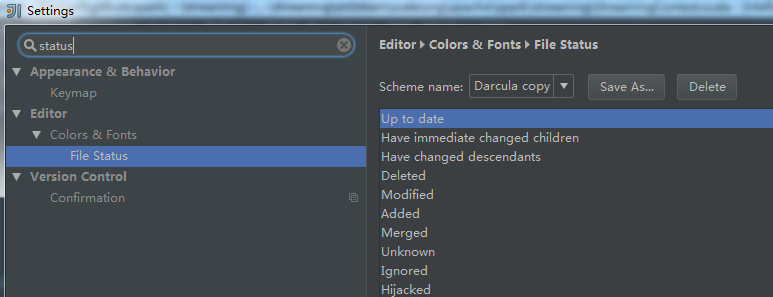 Settings
status
Appearance & Behavior
Keymap
Editor
Colors & Fonts
File Status
Version Control
Confirmation
Editor Colors & Fonts File Status
Scheme name: Darcula copy Save As... Delete
Up to date
Have immediate changed children
Have changed descendants
Deleted
Modified
Added
Merged
Unknown
Ignored
Hijacked